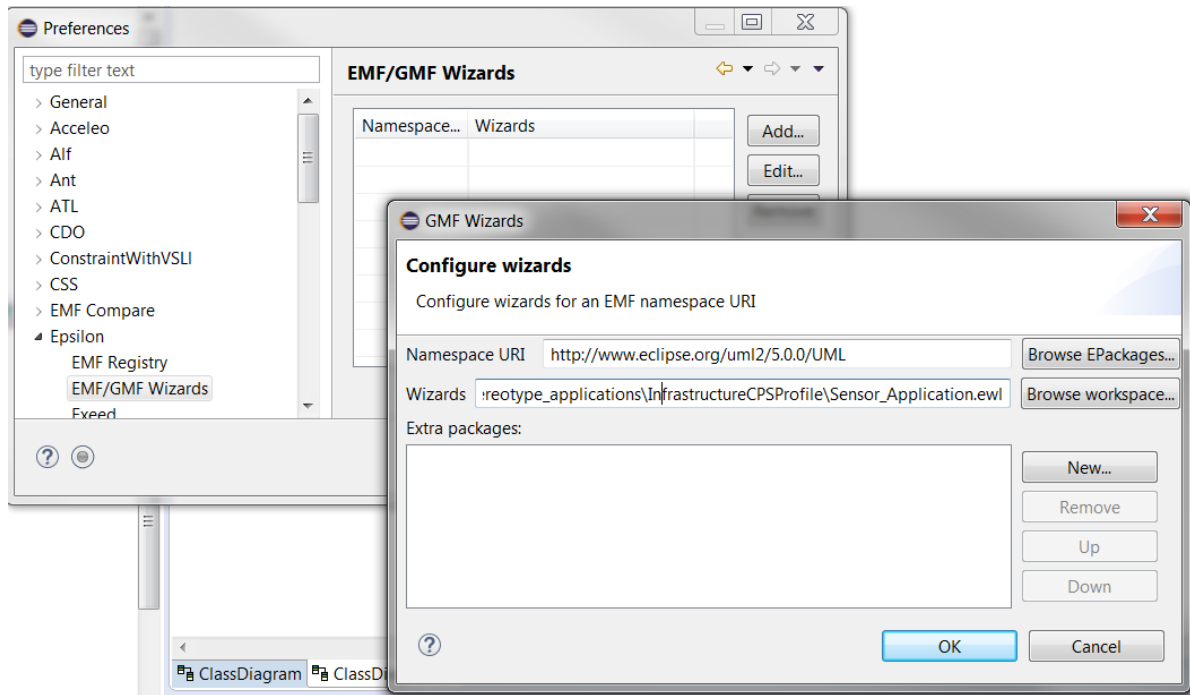 Preferences
type filter text
General
Acceleo
Alf
Ant
ATL
CDO
ConstraintWithVSLI
CSS
EMF Compare
Epsilon
EMF Registry
EMF/GMF Wizards
Exeed
EMF/GMF Wizards
Namespace... Wizards
Add...
Edit...
Remove
GMF Wizards
Configure wizards
Configure wizards for an EMF namespace URI
Namespace URI http://www.eclipse.org/uml2/5.0.0/UML Browse EPackages...
Wizards :reotype_applications\InfrastructureCPSProfile\Sensor_Application.ewl Browse workspace...
Extra packages:
New...
Remove
Up
Down
OK Cancel
ClassDiagram ClassDi